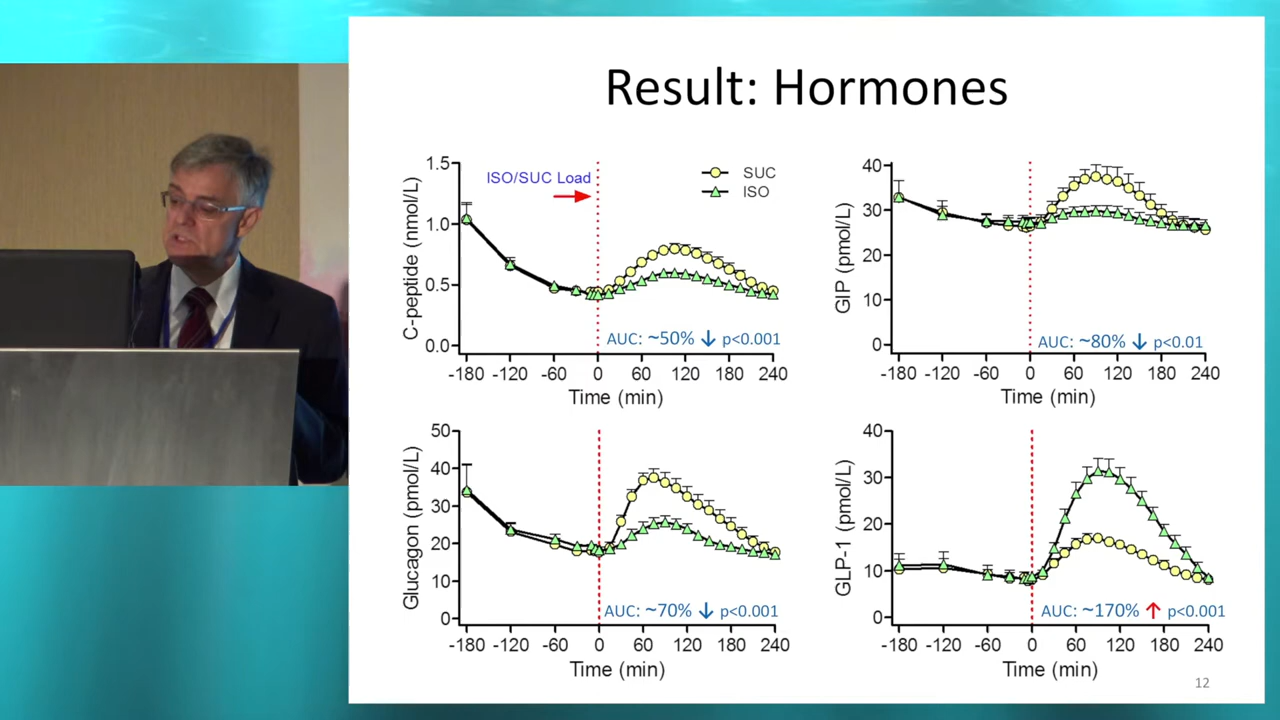 Result: Hormones
1.5
1.0
0.5
0.0
C-peptide (nmol/L)
ISO/SUC Load
SUC
ISO
AUC: ~50% ↓ p<0.001
-180 -120 -60 0 60 120 180 240
Time (min)
40
30
20
10
0
GIP (pmol/L)
AUC: ~80% ↓ p<0.01
-180 -120 -60 0 60 120 180 240
Time (min)
50
40
30
20
10
0
Glucagon (pmol/L)
AUC: ~70% ↓ p<0.001
-180 -120 -60 0 60 120 180 240
Time (min)
40
30
20
10
0
GLP-1 (pmol/L)
AUC: ~170% ↑ p<0.001
-180 -120 -60 0 60 120 180 240
Time (min)
12